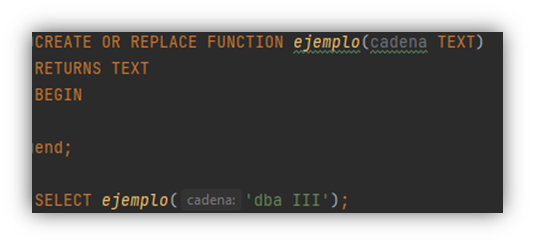 CREATE OR REPLACE FUNCTION ejemplo(cadena TEXT)
RETURNS TEXT
BEGIN
end;
SELECT ejemplo( cadena: 'dba III');